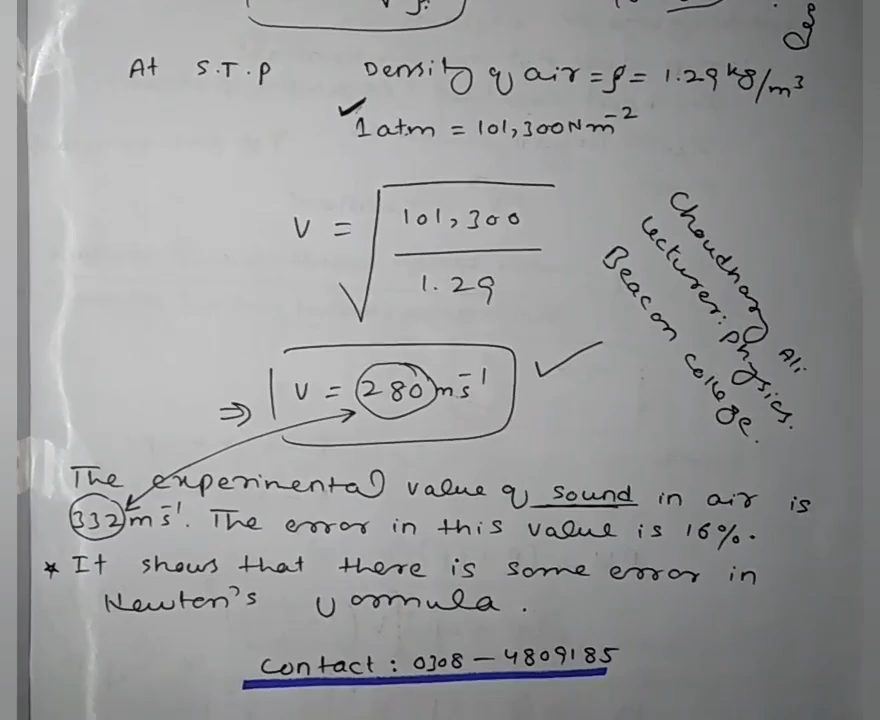 At S.T.P Density of air = ρ = 1.29 kg/m³
1 atm = 101,300 Nm⁻²
V = √(101,300 / 1.29)
⇒ V = 280 ms⁻¹
Choudhary Ali
Lecturer: Physics.
Beacon College.
The experimental value of sound in air is
332 ms⁻¹. The error in this value is 16%.
* It shows that there is some error in
Newton's formula.
Contact : 0308 - 4809185